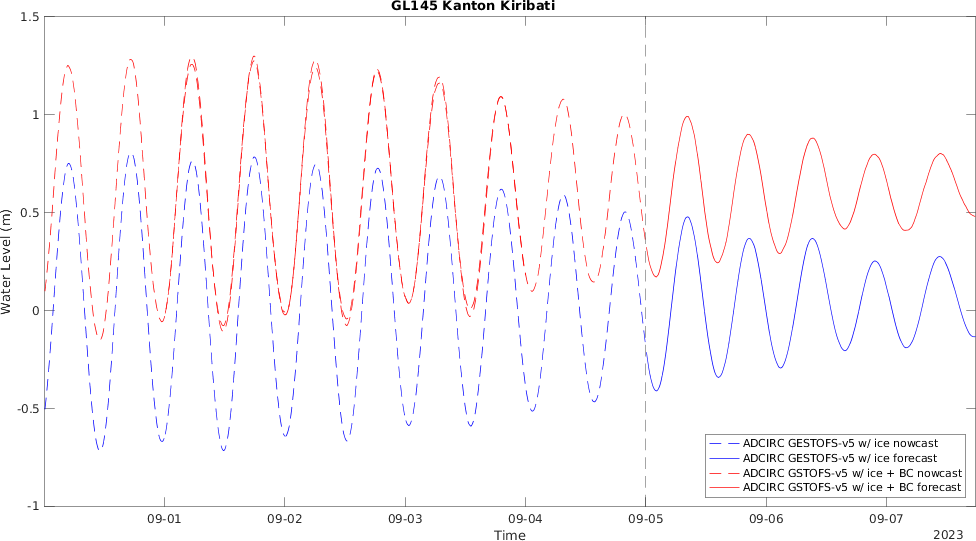 GL145 Kanton Kiribati
1.5
1
0.5
0
-0.5
-1
Water Level (m)
09-01
09-02
09-03
09-04
09-05
09-06
09-07
Time
2023
ADCIRC GESTOFS-v5 w/ ice nowcast
ADCIRC GESTOFS-v5 w/ ice forecast
ADCIRC GSTOFS-v5 w/ ice + BC nowcast
ADCIRC GSTOFS-v5 w/ ice + BC forecast